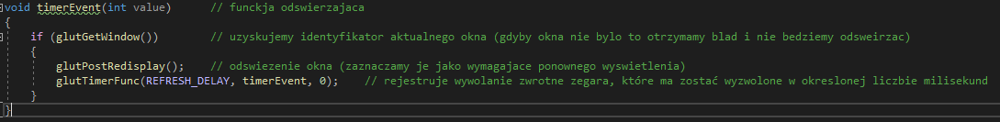 void timerEvent(int value)      // funckja odswierzajaca
{
    if (glutGetWindow())        // uzyskujemy identyfikator aktualnego okna (gdyby okna nie bylo to otrzymamy blad i nie bedziemy odsweirzac)
    {
        glutPostRedisplay();    // odswiezenie okna (zaznaczamy je jako wymagajace ponownego wyswietlenia)
        glutTimerFunc(REFRESH_DELAY, timerEvent, 0);    // rejestruje wywolanie zwrotne zegara, które ma zostać wyzwolone w okreslonej liczbie milisekund
    }
}